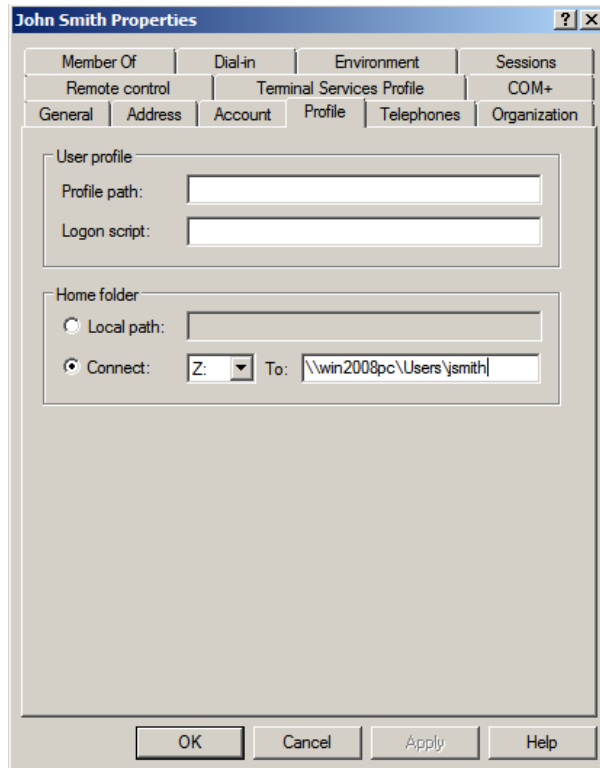 John Smith Properties
Member Of Dial-in Environment Sessions
Remote control Terminal Services Profile COM+
General Address Account Profile Telephones Organization
User profile
Profile path:
Logon script:
Home folder
Local path:
Connect: Z: To: \\win2008pc\Users\jsmith
OK Cancel Apply Help